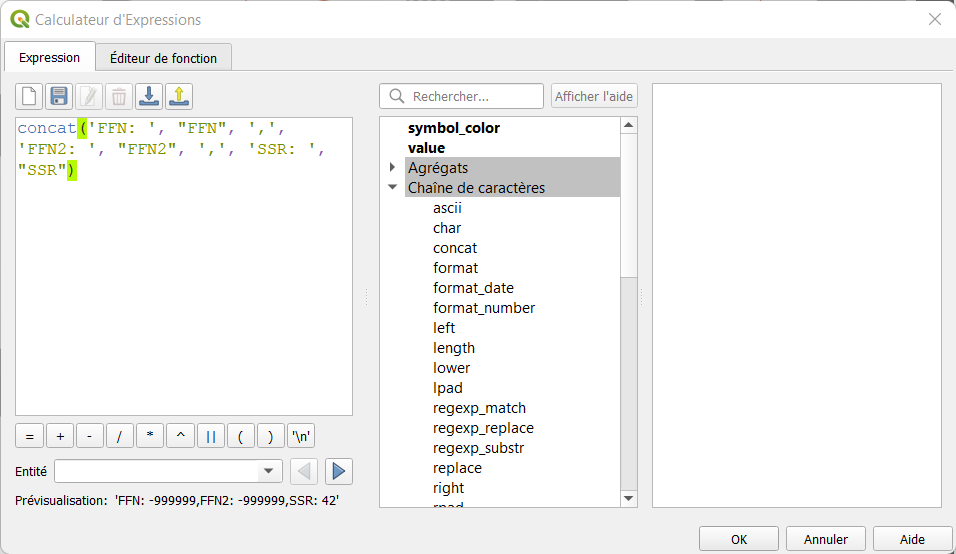 Calculateur d'Expressions
Expression
Éditeur de fonction
concat('FFN: ', "FFN", ',',
'FFN2: ', "FFN2", ',', 'SSR: ',
"SSR")
= + - / * ^ || ( ) '\n'
Entité
Prévisualisation: 'FFN: -999999,FFN2: -999999,SSR: 42'
Rechercher...
Afficher l'aide
symbol_color
value
Agrégats
Chaîne de caractères
ascii
char
concat
format
format_date
format_number
left
length
lower
lpad
regexp_match
regexp_replace
regexp_substr
replace
right
rpad
OK
Annuler
Aide